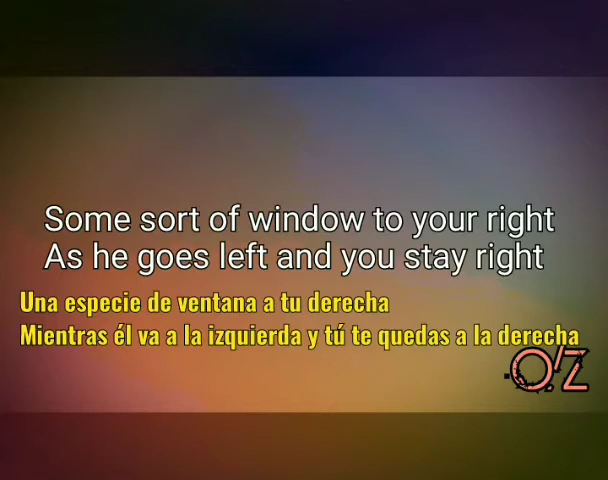 Some sort of window to your right
As he goes left and you stay right
Una especie de ventana a tu derecha
Mientras él va a la izquierda y tú te quedas a la derecha
O'Z